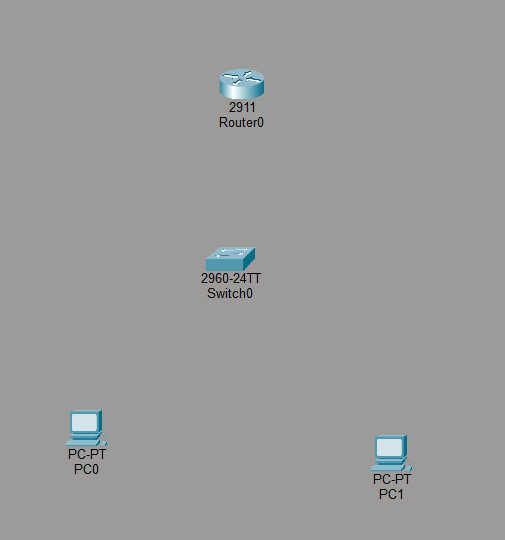 2911
Router0
2960-24TT
Switch0
PC-PT
PC0
PC-PT
PC1